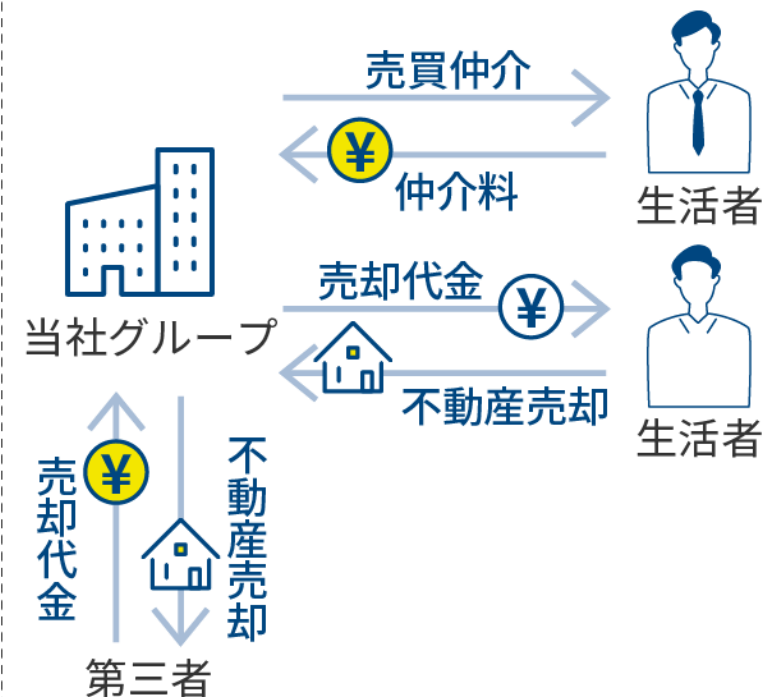 売買仲介
¥
仲介料
生活者
売却代金
¥
当社グループ
不動産売却
生活者
売却代金
¥
不動産売却
第三者